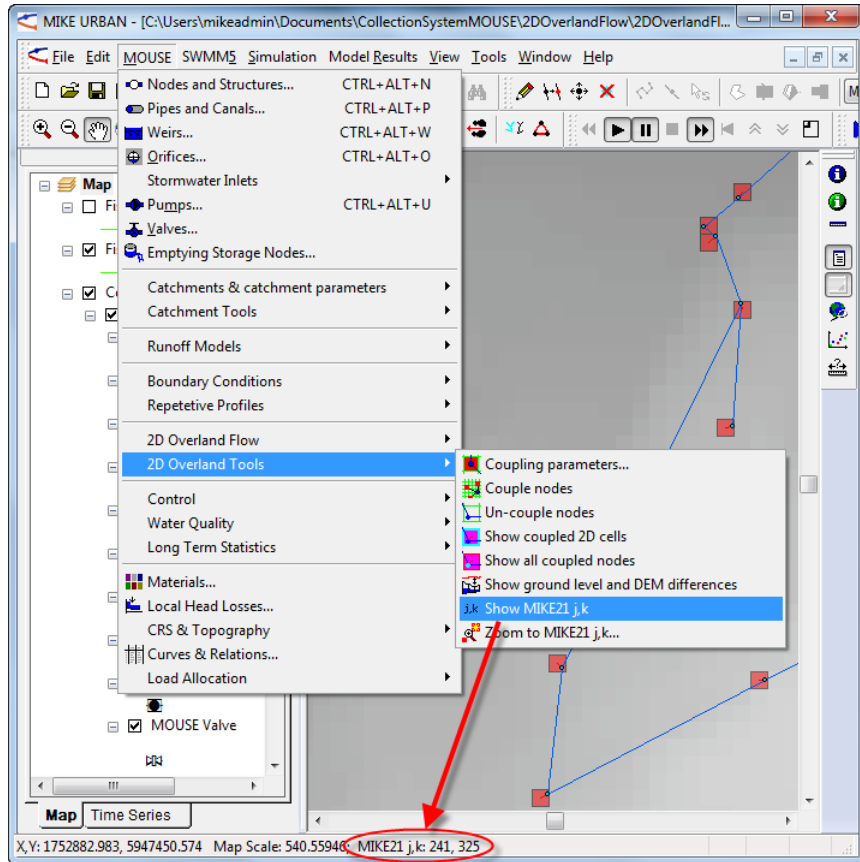 MIKE URBAN - [C:\Users\mikeadmin\Documents\CollectionSystemMOUSE\2DOverlandFlow\2DOverlandFl...
File Edit MOUSE SWMM5 Simulation Model Results View Tools Window Help
Nodes and Structures... CTRL+ALT+N
Pipes and Canals... CTRL+ALT+P
Weirs... CTRL+ALT+W
Orifices... CTRL+ALT+O
Stormwater Inlets
Pumps... CTRL+ALT+U
Valves...
Emptying Storage Nodes...
Catchments & catchment parameters
Catchment Tools
Runoff Models
Boundary Conditions
Repetetive Profiles
2D Overland Flow
2D Overland Tools
Control
Water Quality
Long Term Statistics
Materials...
Local Head Losses...
CRS & Topography
Curves & Relations...
Load Allocation
Coupling parameters...
Couple nodes
Un-couple nodes
Show coupled 2D cells
Show all coupled nodes
Show ground level and DEM differences
j,k Show MIKE21 j,k
Zoom to MIKE21 j,k...
Map
Fi
Fi
C
MOUSE Valve
Map Time Series
X,Y: 1752882.983, 5947450.574 Map Scale: 540.55946; MIKE21 j,k: 241, 325